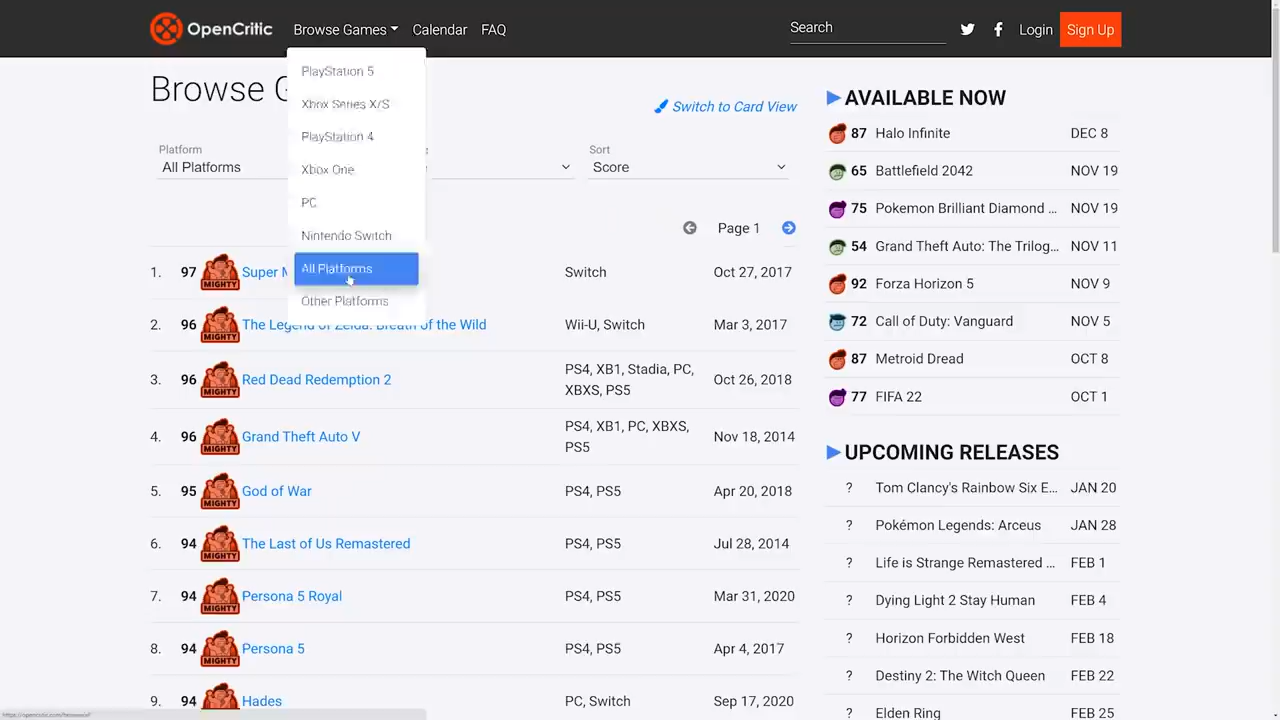 OpenCritic
Browse Games
Calendar
FAQ
Search
Login
Sign Up
PlayStation 5
Xbox Series X/S
PlayStation 4
Xbox One
PC
Nintendo Switch
All Platforms
Other Platforms
Browse G
Switch to Card View
Platform
All Platforms
Sort
Score
Page 1
1. 97 MIGHTY Super M Switch Oct 27, 2017
2. 96 MIGHTY The Legend of Zelda: Breath of the Wild Wii-U, Switch Mar 3, 2017
3. 96 MIGHTY Red Dead Redemption 2 PS4, XB1, Stadia, PC, Oct 26, 2018
XBXS, PS5
4. 96 MIGHTY Grand Theft Auto V PS4, XB1, PC, XBXS, Nov 18, 2014
PS5
5. 95 MIGHTY God of War PS4, PS5 Apr 20, 2018
6. 94 MIGHTY The Last of Us Remastered PS4, PS5 Jul 28, 2014
7. 94 MIGHTY Persona 5 Royal PS4, PS5 Mar 31, 2020
8. 94 MIGHTY Persona 5 PS4, PS5 Apr 4, 2017
9. 94 MIGHTY Hades PC, Switch Sep 17, 2020
AVAILABLE NOW
87 Halo Infinite DEC 8
65 Battlefield 2042 NOV 19
75 Pokemon Brilliant Diamond ... NOV 19
54 Grand Theft Auto: The Trilog... NOV 11
92 Forza Horizon 5 NOV 9
72 Call of Duty: Vanguard NOV 5
87 Metroid Dread OCT 8
77 FIFA 22 OCT 1
UPCOMING RELEASES
? Tom Clancy's Rainbow Six E... JAN 20
? Pokémon Legends: Arceus JAN 28
? Life is Strange Remastered ... FEB 1
? Dying Light 2 Stay Human FEB 4
? Horizon Forbidden West FEB 18
? Destiny 2: The Witch Queen FEB 22
? Elden Ring FEB 25